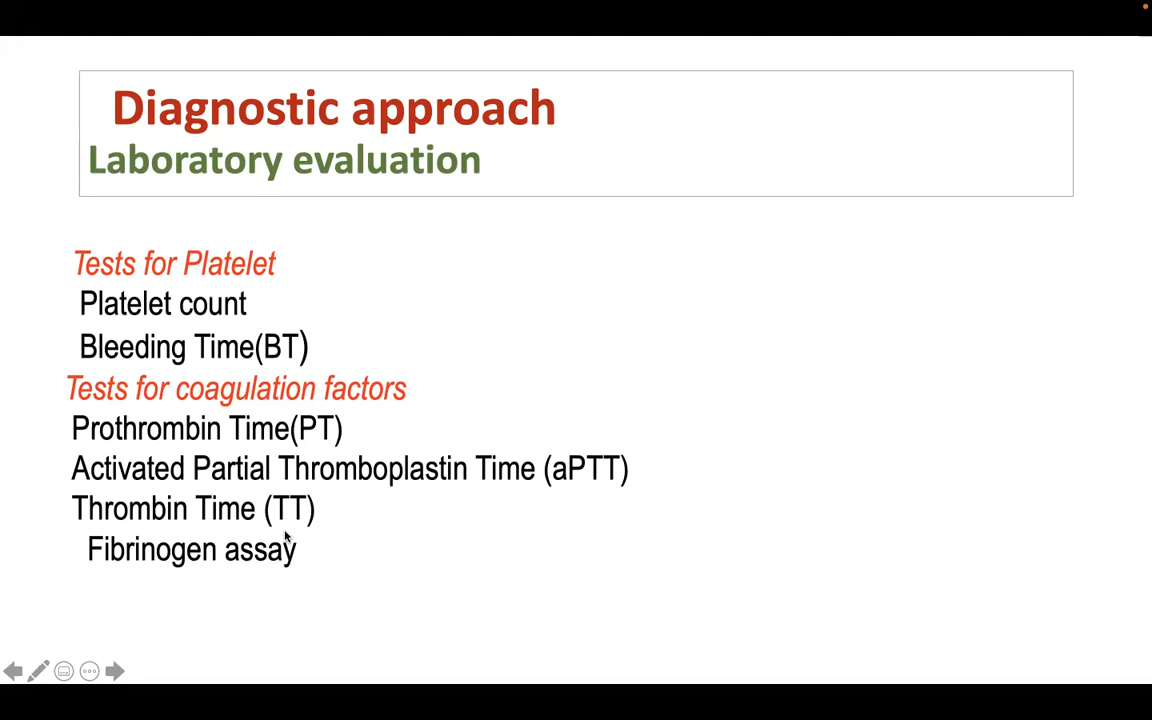 Diagnostic approach
Laboratory evaluation
Tests for Platelet
Platelet count
Bleeding Time(BT)
Tests for coagulation factors
Prothrombin Time(PT)
Activated Partial Thromboplastin Time (aPTT)
Thrombin Time (TT)
Fibrinogen assay